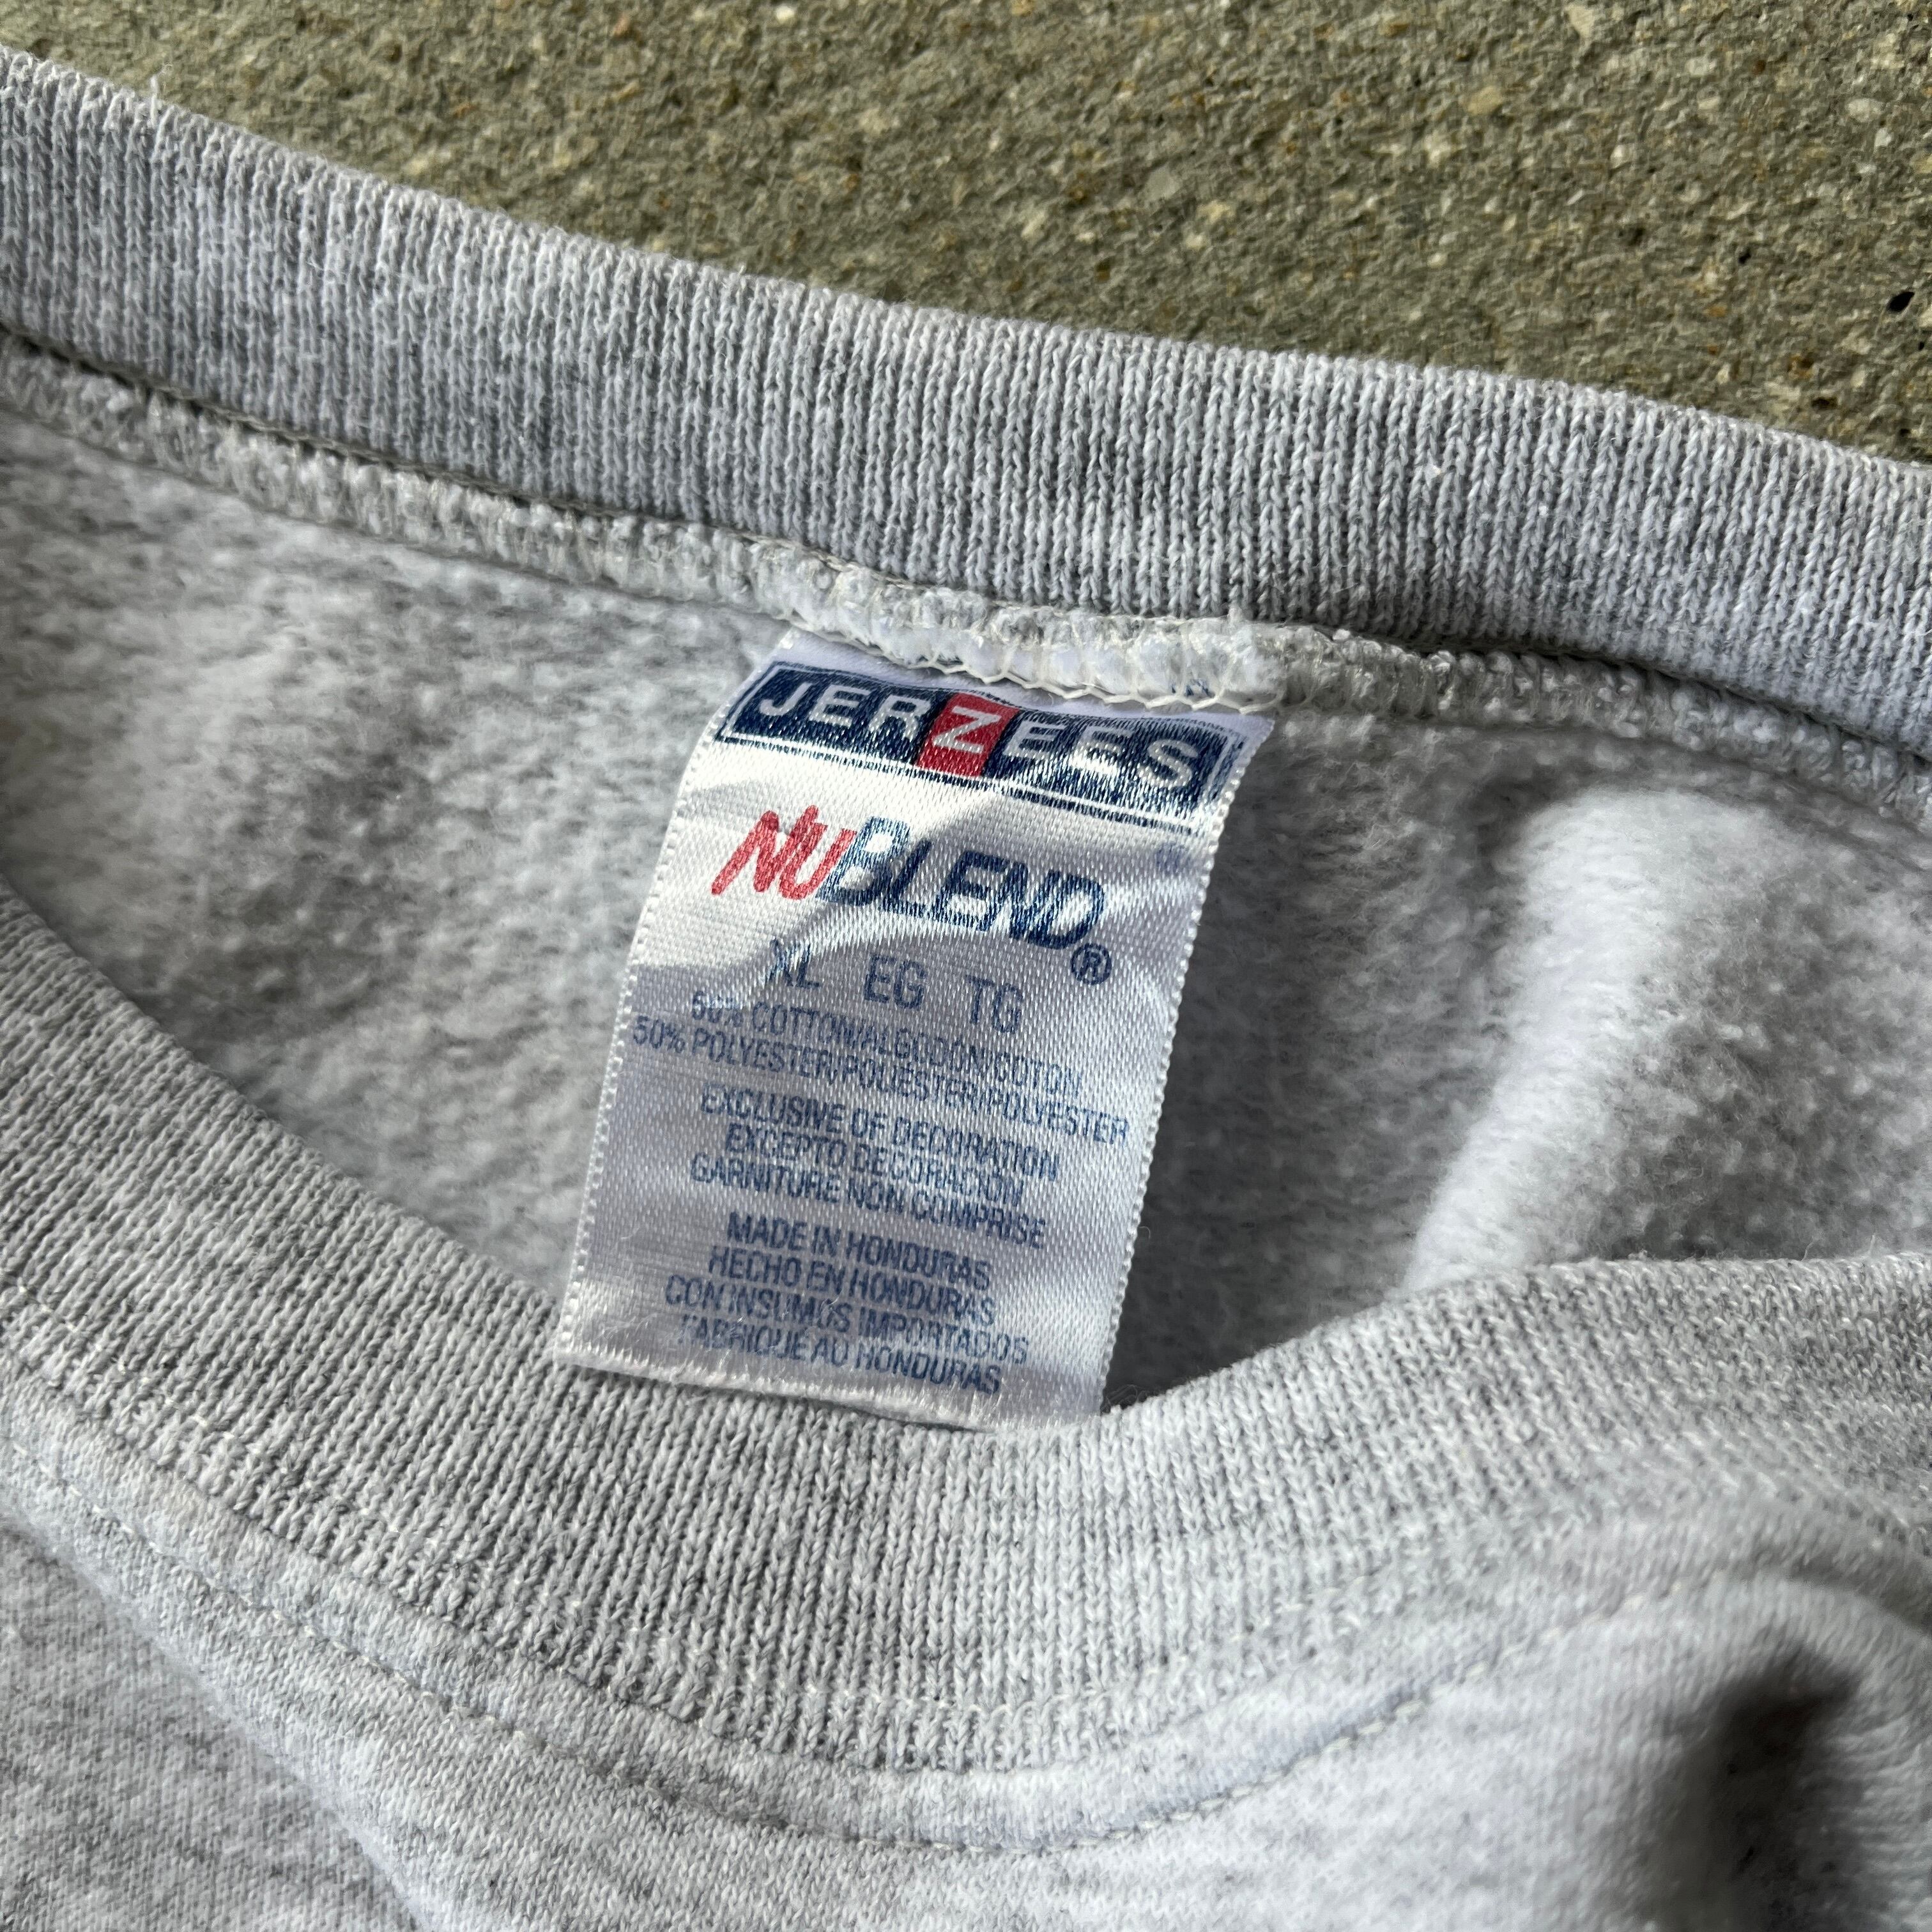 JERZEES
NUBLEND®
XL EG TG
50% COTTON/ALGODON/COTON
50% POLYESTER/POLIESTER/POLYESTER
EXCLUSIVE OF DECORATION
EXCEPTO DECORACION
GARNITURE NON COMPRISE
MADE IN HONDURAS
HECHO EN HONDURAS
CON INSUMOS IMPORTADOS
FABRIQUE AU HONDURAS